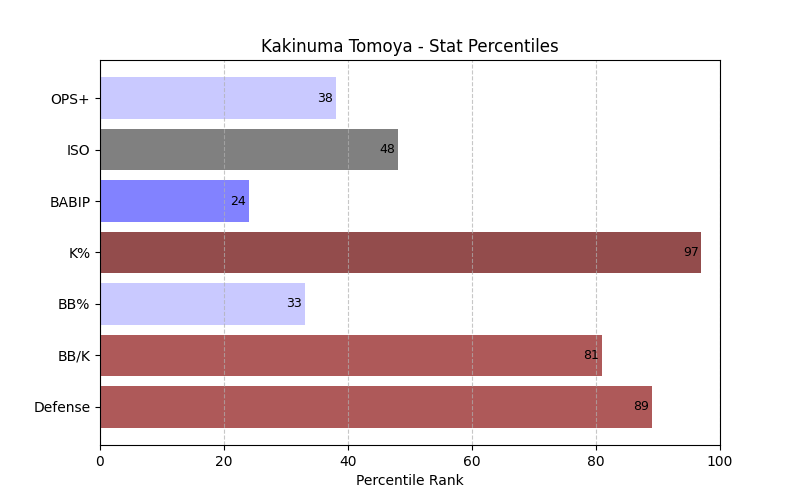 Kakinuma Tomoya - Stat Percentiles
OPS+ 38
ISO 48
BABIP 24
K% 97
BB% 33
BB/K 81
Defense 89
0 20 40 60 80 100
Percentile Rank